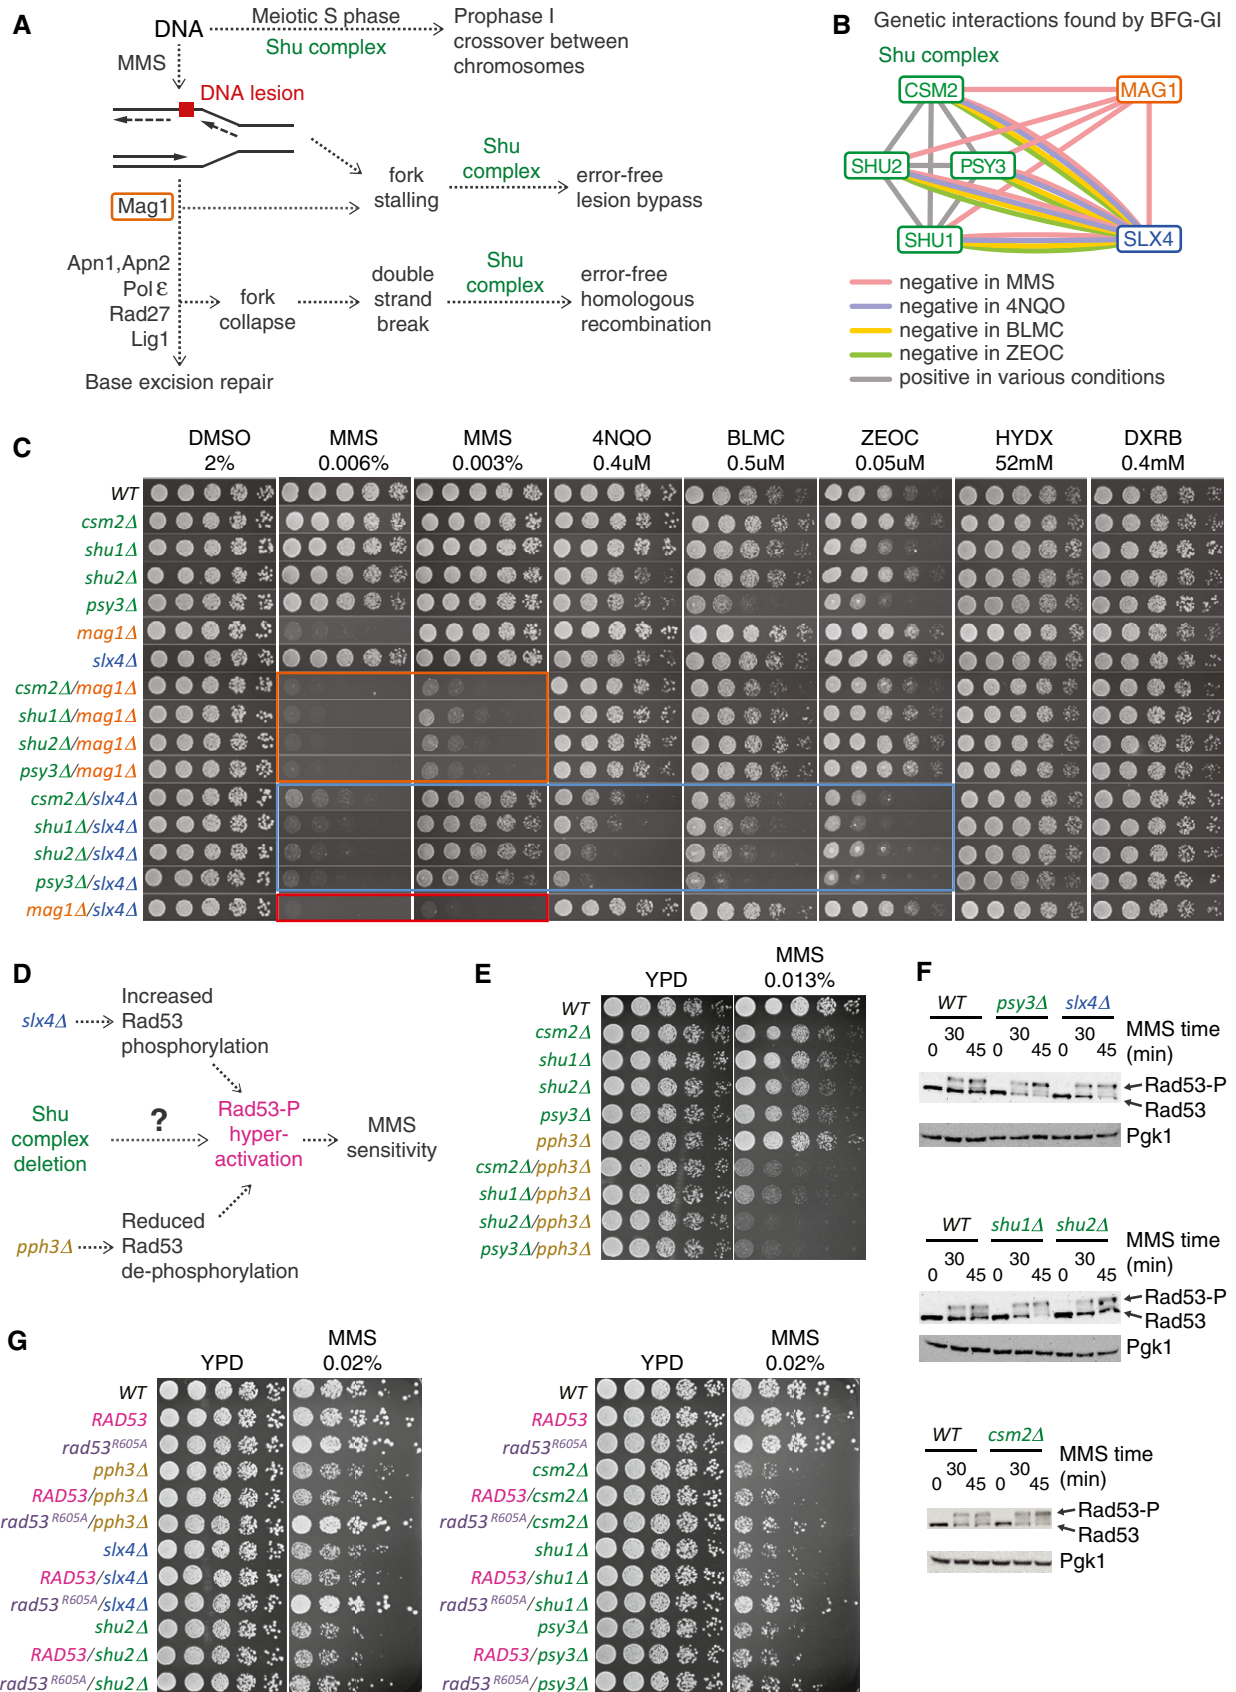 A
DNA
Meiotic S phase
Shu complex
Prophase I
crossover between
chromosomes
MMS
DNA lesion
Mag1
fork
stalling
Shu
complex
error-free
lesion bypass
Apn1,Apn2
Pol ε
Rad27
Lig1
fork
collapse
double
strand
break
Shu
complex
error-free
homologous
recombination
Base excision repair
B
Genetic interactions found by BFG-GI
Shu complex
CSM2
MAG1
SHU2
PSY3
SHU1
SLX4
negative in MMS
negative in 4NQO
negative in BLMC
negative in ZEOC
positive in various conditions
C
DMSO MMS MMS 4NQO BLMC ZEOC HYDX DXRB
2% 0.006% 0.003% 0.4uM 0.5uM 0.05uM 52mM 0.4mM
WT
csm2Δ
shu1Δ
shu2Δ
psy3Δ
mag1Δ
slx4Δ
csm2Δ/mag1Δ
shu1Δ/mag1Δ
shu2Δ/mag1Δ
psy3Δ/mag1Δ
csm2Δ/slx4Δ
shu1Δ/slx4Δ
shu2Δ/slx4Δ
psy3Δ/slx4Δ
mag1Δ/slx4Δ
D
slx4Δ
Increased
Rad53
phosphorylation
Shu
complex
deletion
?
Rad53-P
hyper-
activation
MMS
sensitivity
pph3Δ
Reduced
Rad53
de-phosphorylation
E
YPD
MMS
0.013%
WT
csm2Δ
shu1Δ
shu2Δ
psy3Δ
pph3Δ
csm2Δ/pph3Δ
shu1Δ/pph3Δ
shu2Δ/pph3Δ
psy3Δ/pph3Δ
F
WT psy3Δ slx4Δ
0 30 45 0 30 45 0 30 45
MMS time
(min)
Rad53-P
Rad53
Pgk1
WT shu1Δ shu2Δ
0 30 45 0 30 45 0 30 45
MMS time
(min)
Rad53-P
Rad53
Pgk1
WT csm2Δ
0 30 45 0 30 45
MMS time
(min)
Rad53-P
Rad53
Pgk1
G
YPD
MMS
0.02%
WT
RAD53
rad53R605A
pph3Δ
RAD53/pph3Δ
rad53R605A/pph3Δ
slx4Δ
RAD53/slx4Δ
rad53R605A/slx4Δ
shu2Δ
RAD53/shu2Δ
rad53R605A/shu2Δ
YPD
MMS
0.02%
WT
RAD53
rad53R605A
csm2Δ
RAD53/csm2Δ
rad53R605A/csm2Δ
shu1Δ
RAD53/shu1Δ
rad53R605A/shu1Δ
psy3Δ
RAD53/psy3Δ
rad53R605A/psy3Δ